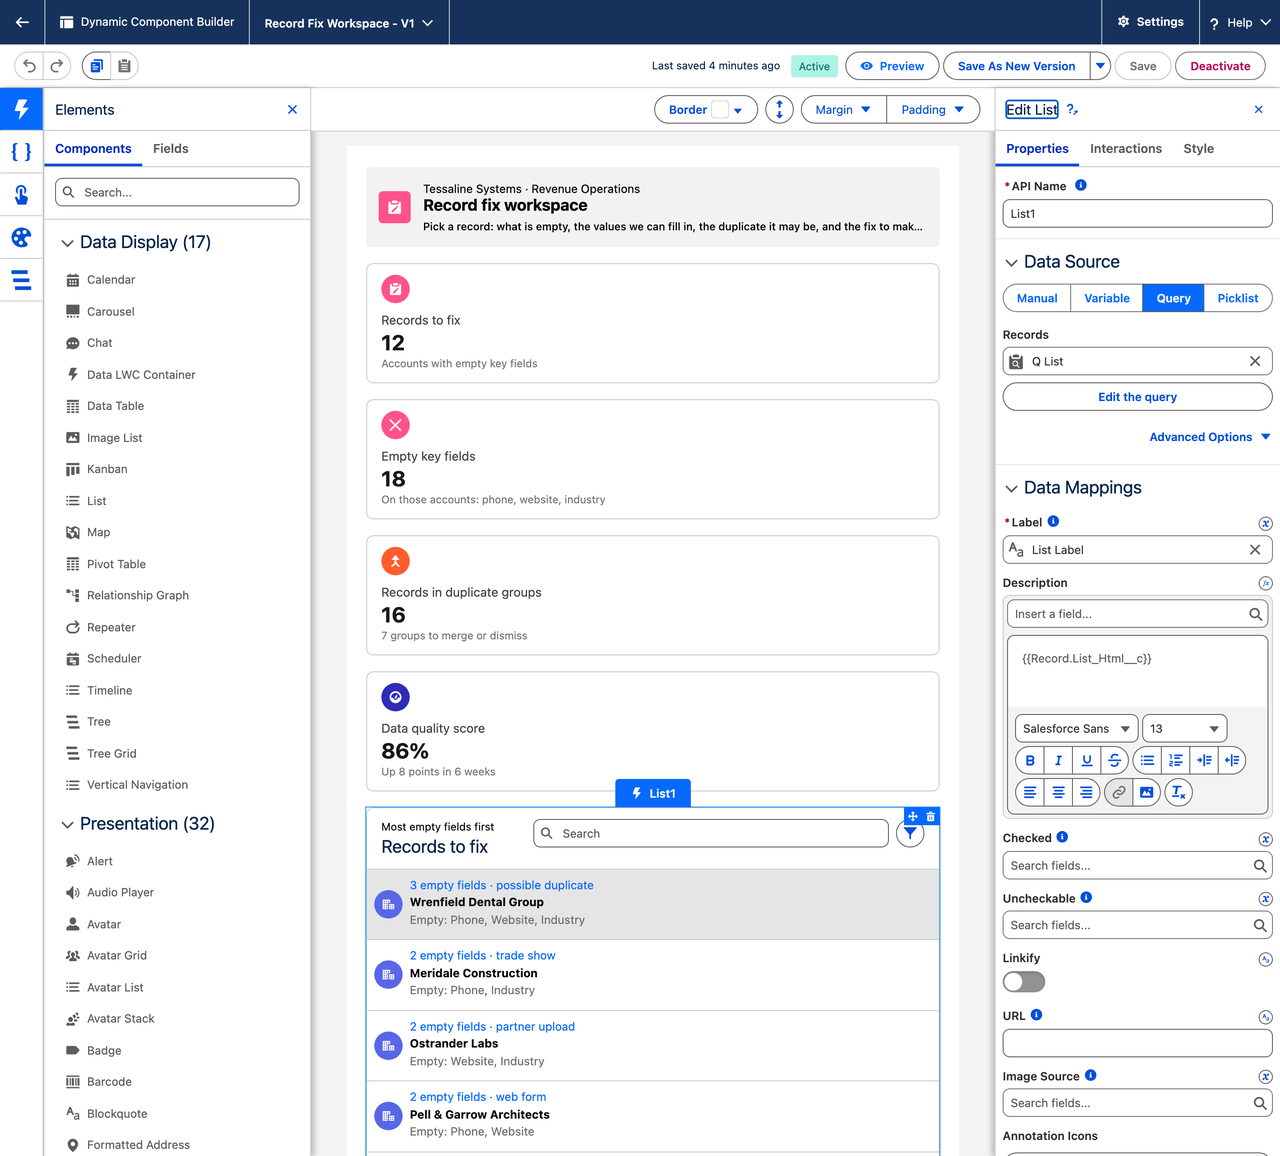 Dynamic Component Builder
Record Fix Workspace - V1
Settings
? Help
Last saved 4 minutes ago
Active
Preview
Save As New Version
Save
Deactivate
Elements
Components
Fields
Search...
Data Display (17)
Calendar
Carousel
Chat
Data LWC Container
Data Table
Image List
Kanban
List
Map
Pivot Table
Relationship Graph
Repeater
Scheduler
Timeline
Tree
Tree Grid
Vertical Navigation
Presentation (32)
Alert
Audio Player
Avatar
Avatar Grid
Avatar List
Avatar Stack
Badge
Barcode
Blockquote
Formatted Address
Border
Margin
Padding
Tessaline Systems · Revenue Operations
Record fix workspace
Pick a record: what is empty, the values we can fill in, the duplicate it may be, and the fix to mak...
Records to fix
12
Accounts with empty key fields
Empty key fields
18
On those accounts: phone, website, industry
Records in duplicate groups
16
7 groups to merge or dismiss
Data quality score
86%
Up 8 points in 6 weeks
List1
Most empty fields first
Records to fix
Search
3 empty fields · possible duplicate
Wrenfield Dental Group
Empty: Phone, Website, Industry
2 empty fields · trade show
Meridale Construction
Empty: Phone, Industry
2 empty fields · partner upload
Ostrander Labs
Empty: Website, Industry
2 empty fields · web form
Pell & Garrow Architects
Empty: Phone, Website
Edit List
Properties
Interactions
Style
* API Name
List1
Data Source
Manual
Variable
Query
Picklist
Records
Q List
Edit the query
Advanced Options
Data Mappings
* Label
List Label
Description
Insert a field...
{{Record.List_Html__c}}
Salesforce Sans
13
B I U S
Checked
Search fields...
Uncheckable
Search fields...
Linkify
URL
Image Source
Search fields...
Annotation Icons